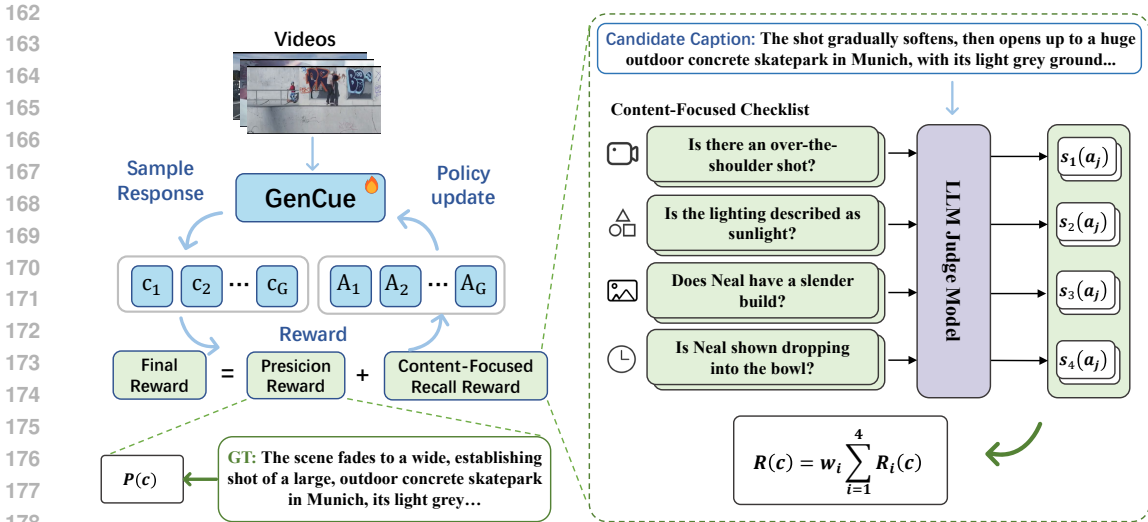 162
163
164
165
166
167
168
169
170
171
172
173
174
175
176
177
178
Videos
Sample
Response
Policy
update
GenCue
c1 c2 ··· cG
A1 A2 ··· AG
Reward
Final
Reward
=
Presicion
Reward
+
Content-Focused
Recall Reward
P(c)
GT: The scene fades to a wide, establishing
shot of a large, outdoor concrete skatepark
in Munich, its light grey…
Candidate Caption: The shot gradually softens, then opens up to a huge
outdoor concrete skatepark in Munich, with its light grey ground...
Content-Focused Checklist
Is there an over-the-
shoulder shot?
Is the lighting described as
sunlight?
Does Neal have a slender
build?
Is Neal shown dropping
into the bowl?
LLM Judge Model
s1(aj)
s2(aj)
s3(aj)
s4(aj)
R(c) = wi ∑i=1^4 Ri(c)